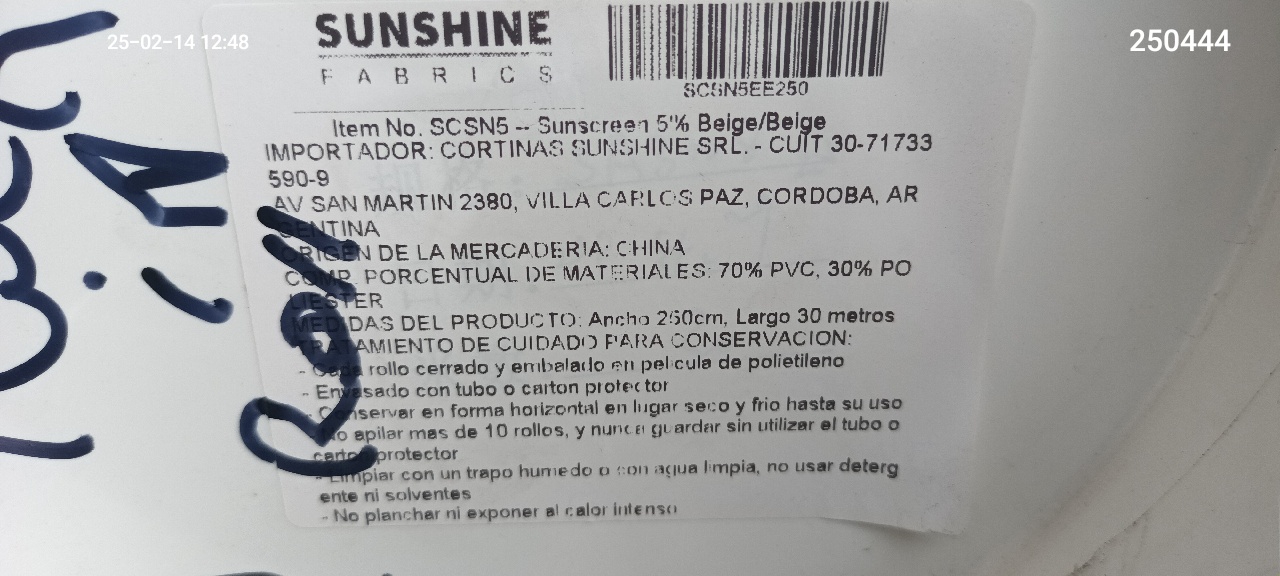 25-02-14 12:48
250444
SUNSHINE
FABRICS
SCSN5EE250
Item No. SCSN5 -- Sunscreen 5% Beige/Beige
IMPORTADOR: CORTINAS SUNSHINE SRL. - CUIT 30-71733
590-9
AV SAN MARTIN 2380, VILLA CARLOS PAZ, CORDOBA, AR
GENTINA
ORIGEN DE LA MERCADERIA: CHINA
COMP. PORCENTUAL DE MATERIALES: 70% PVC, 30% PO
LIESTER
MEDIDAS DEL PRODUCTO: Ancho 250cm, Largo 30 metros
TRATAMIENTO DE CUIDADO PARA CONSERVACION:
- Cada rollo cerrado y embalado en pelicula de polietileno
- Envasado con tubo o carton protector
- Conservar en forma horizontal en lugar seco y frio hasta su uso
- No apilar mas de 10 rollos, y nunca guardar sin utilizar el tubo o
carton protector
- Limpiar con un trapo humedo o con agua limpia, no usar deterg
ente ni solventes
- No planchar ni exponer al calor intenso